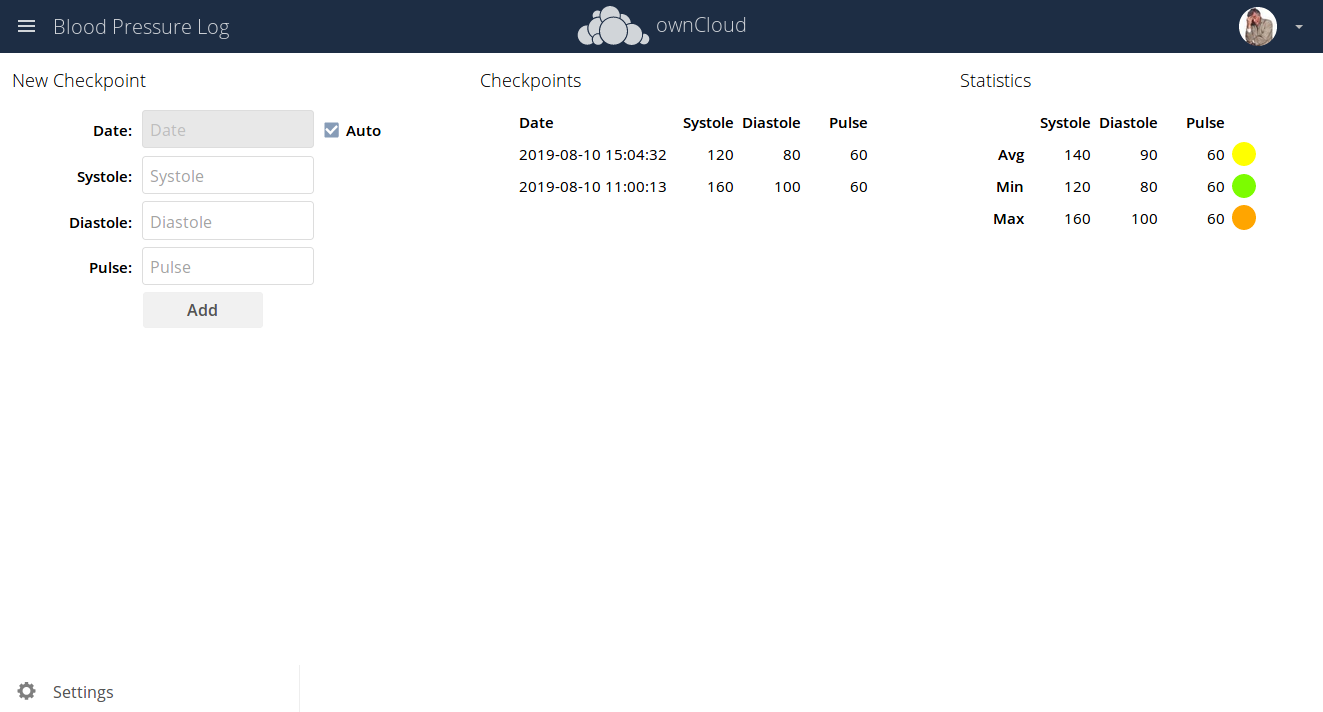 Blood Pressure Log
ownCloud
New Checkpoint
Date: Date Auto
Systole: Systole
Diastole: Diastole
Pulse: Pulse
Add
Checkpoints
Date Systole Diastole Pulse
2019-08-10 15:04:32 120 80 60
2019-08-10 11:00:13 160 100 60
Statistics
Systole Diastole Pulse
Avg 140 90 60
Min 120 80 60
Max 160 100 60
Settings